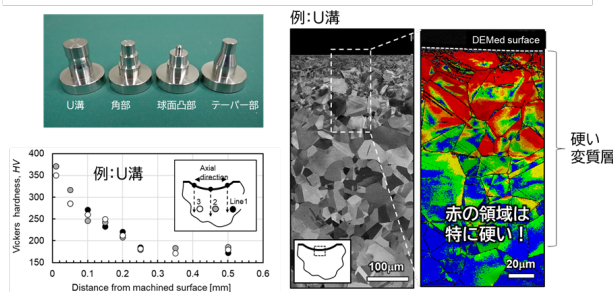 例：U溝
U溝
角部
球面凸部
テーパー部
DEMed surface
硬い
変質層
赤の領域は
特に硬い！
100μm
20μm
例：U溝
Axial
direction
3
2
Line1
Vickers hardness, HV
400
350
300
250
200
150
0
0.1
0.2
0.3
0.4
0.5
0.6
Distance from machined surface [mm]